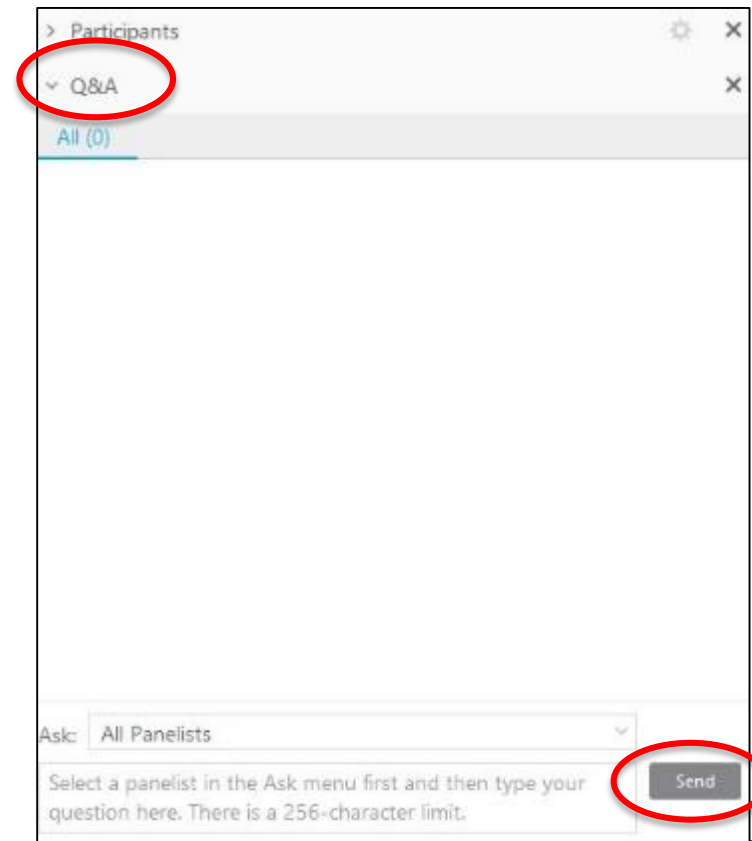 Participants
Q&A
All (0)
Ask: All Panelists
Select a panelist in the Ask menu first and then type your
question here. There is a 256-character limit.
Send